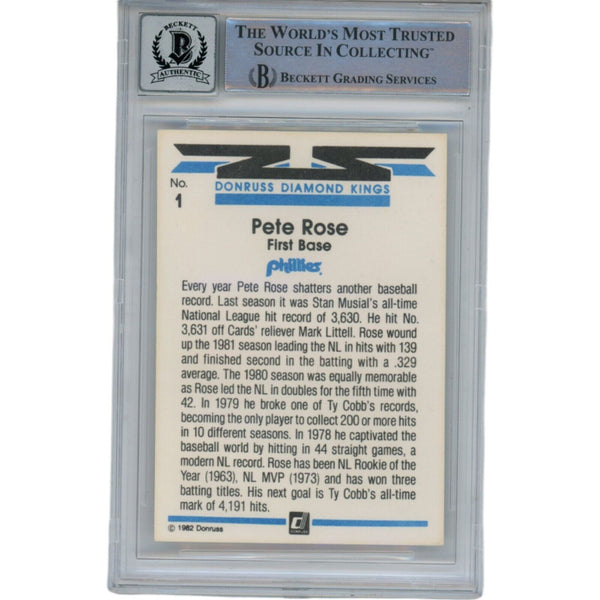 BECKETT
B
AUTHENTIC
THE WORLD'S MOST TRUSTED
SOURCE IN COLLECTING™
B BECKETT GRADING SERVICES
No.
1
DONRUSS DIAMOND KINGS
Pete Rose
First Base
phillies
Every year Pete Rose shatters another baseball
record. Last season it was Stan Musial's all-time
National League hit record of 3,630. He hit No.
3,631 off Cards' reliever Mark Littell. Rose wound
up the 1981 season leading the NL in hits with 139
and finished second in the batting with a .329
average. The 1980 season was equally memorable
as Rose led the NL in doubles for the fifth time with
42. In 1979 he broke one of Ty Cobb's records,
becoming the only player to collect 200 or more hits
in 10 different seasons. In 1978 he captivated the
baseball world by hitting in 44 straight games, a
modern NL record. Rose has been NL Rookie of the
Year (1963), NL MVP (1973) and has won three
batting titles. His next goal is Ty Cobb's all-time
mark of 4,191 hits.
© 1982 Donruss
DONRUSS